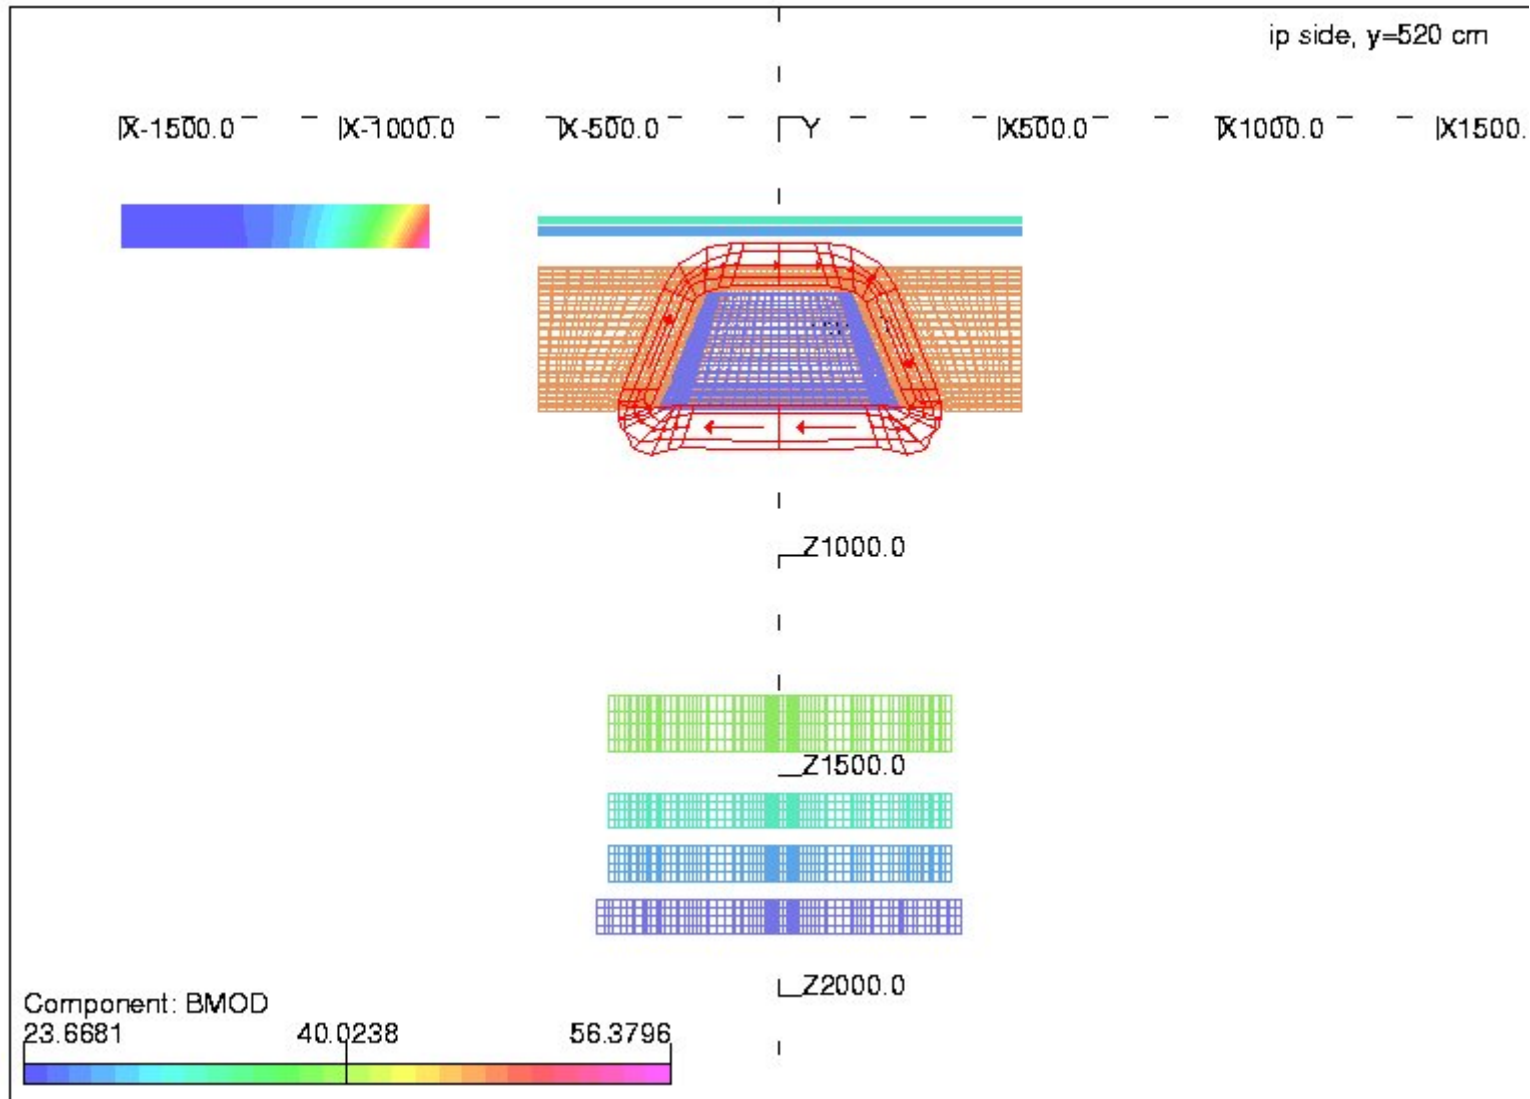 ip side, y=520 cm
X-1500.0 X-1000.0 X-500.0 Y X500.0 X1000.0 X1500.
Z1000.0
Z1500.0
Z2000.0
Component: BMOD
23.6681 40.0238 56.3796